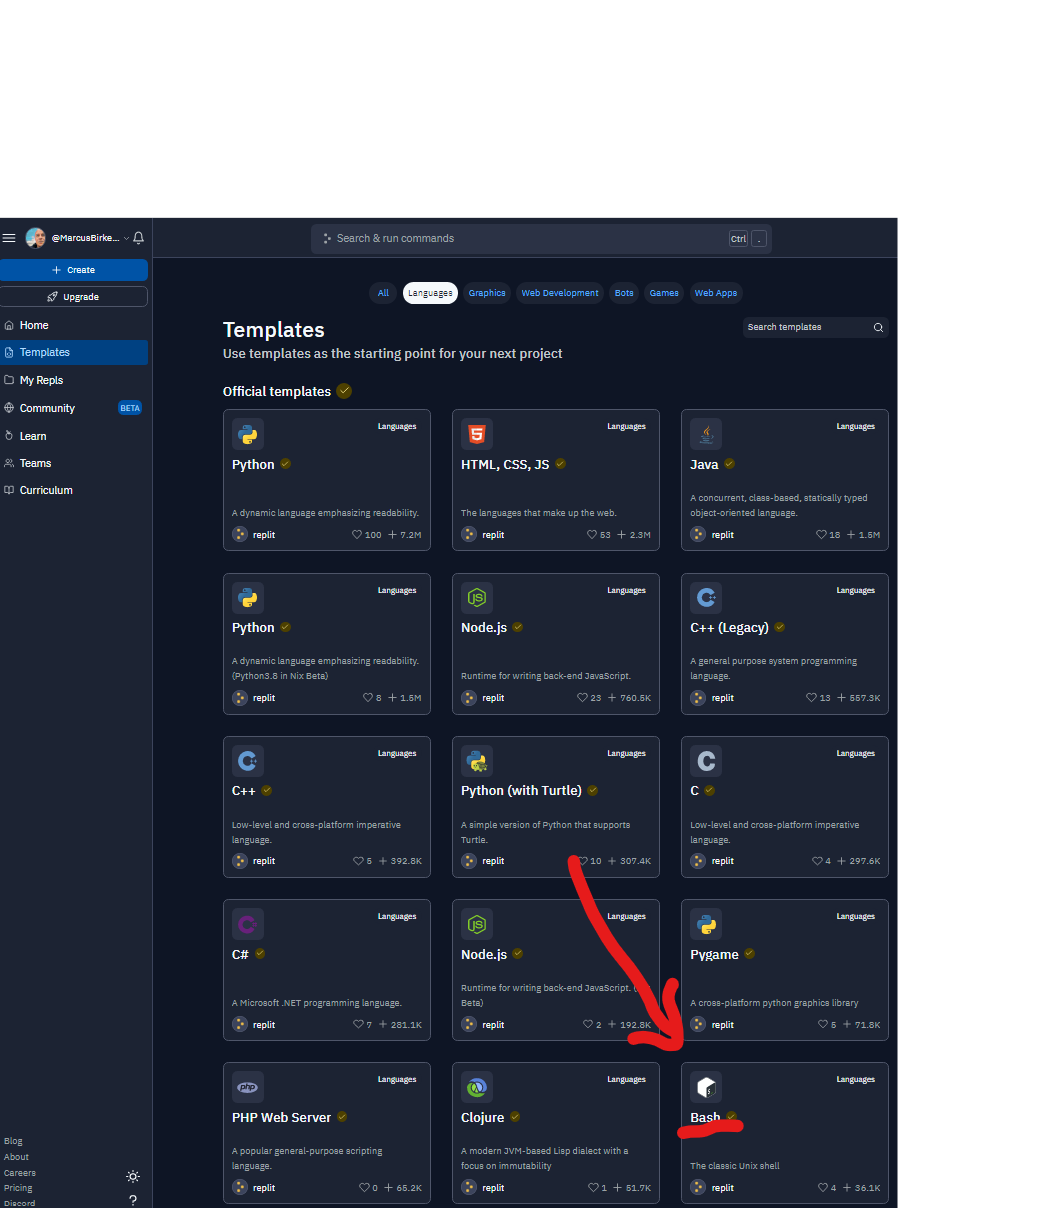 @MarcusBirke...
Search & run commands
Ctrl .
Create
Upgrade
Home
Templates
My Repls
Community BETA
Learn
Teams
Curriculum
Blog
About
Careers
Pricing
Discord
?
All Languages Graphics Web Development Bots Games Web Apps
Templates
Search templates
Use templates as the starting point for your next project
Official templates
Languages
Python
A dynamic language emphasizing readability.
replit 100 + 7.2M
Languages
HTML, CSS, JS
The languages that make up the web.
replit 53 + 2.3M
Languages
Java
A concurrent, class-based, statically typed
object-oriented language.
replit 18 + 1.5M
Languages
Python
A dynamic language emphasizing readability.
(Python3.8 in Nix Beta)
replit 8 + 1.5M
JS
Languages
Node.js
Runtime for writing back-end JavaScript.
replit 23 + 760.5K
Languages
C++ (Legacy)
A general purpose system programming
language.
replit 13 + 557.3K
Languages
C++
Low-level and cross-platform imperative
language.
replit 5 + 392.8K
Languages
Python (with Turtle)
A simple version of Python that supports
Turtle.
replit 10 + 307.4K
C
Languages
C
Low-level and cross-platform imperative
language.
replit 4 + 297.6K
Languages
C#
A Microsoft .NET programming language.
replit 7 + 281.1K
JS
Languages
Node.js
Runtime for writing back-end JavaScript.
Beta)
replit 2 + 192.8K
Languages
Pygame
A cross-platform python graphics library
replit 5 + 71.8K
php
Languages
PHP Web Server
A popular general-purpose scripting
language.
replit 0 + 65.2K
Languages
Clojure
A modern JVM-based Lisp dialect with a
focus on immutability
replit 1 + 51.7K
Languages
Bash
The classic Unix shell
replit 4 + 36.1K